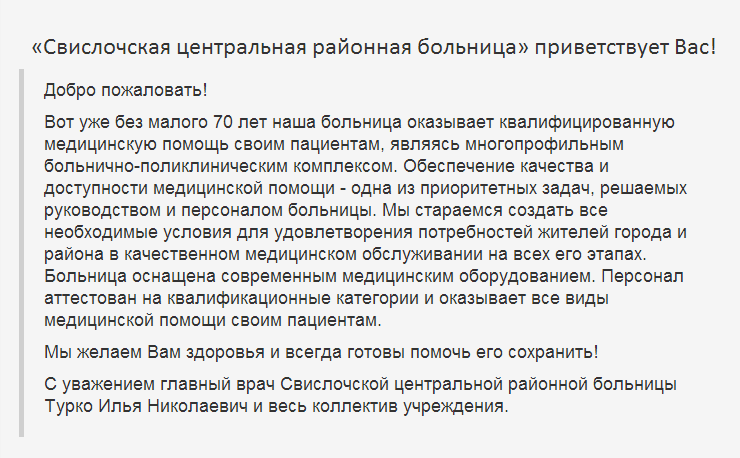 «Свислочская центральная районная больница» приветствует Вас!
Добро пожаловать!
Вот уже без малого 70 лет наша больница оказывает квалифицированную
медицинскую помощь своим пациентам, являясь многопрофильным
больнично-поликлиническим комплексом. Обеспечение качества и
доступности медицинской помощи - одна из приоритетных задач, решаемых
руководством и персоналом больницы. Мы стараемся создать все
необходимые условия для удовлетворения потребностей жителей города и
района в качественном медицинском обслуживании на всех его этапах.
Больница оснащена современным медицинским оборудованием. Персонал
аттестован на квалификационные категории и оказывает все виды
медицинской помощи своим пациентам.
Мы желаем Вам здоровья и всегда готовы помочь его сохранить!
С уважением главный врач Свислочской центральной районной больницы
Турко Илья Николаевич и весь коллектив учреждения.